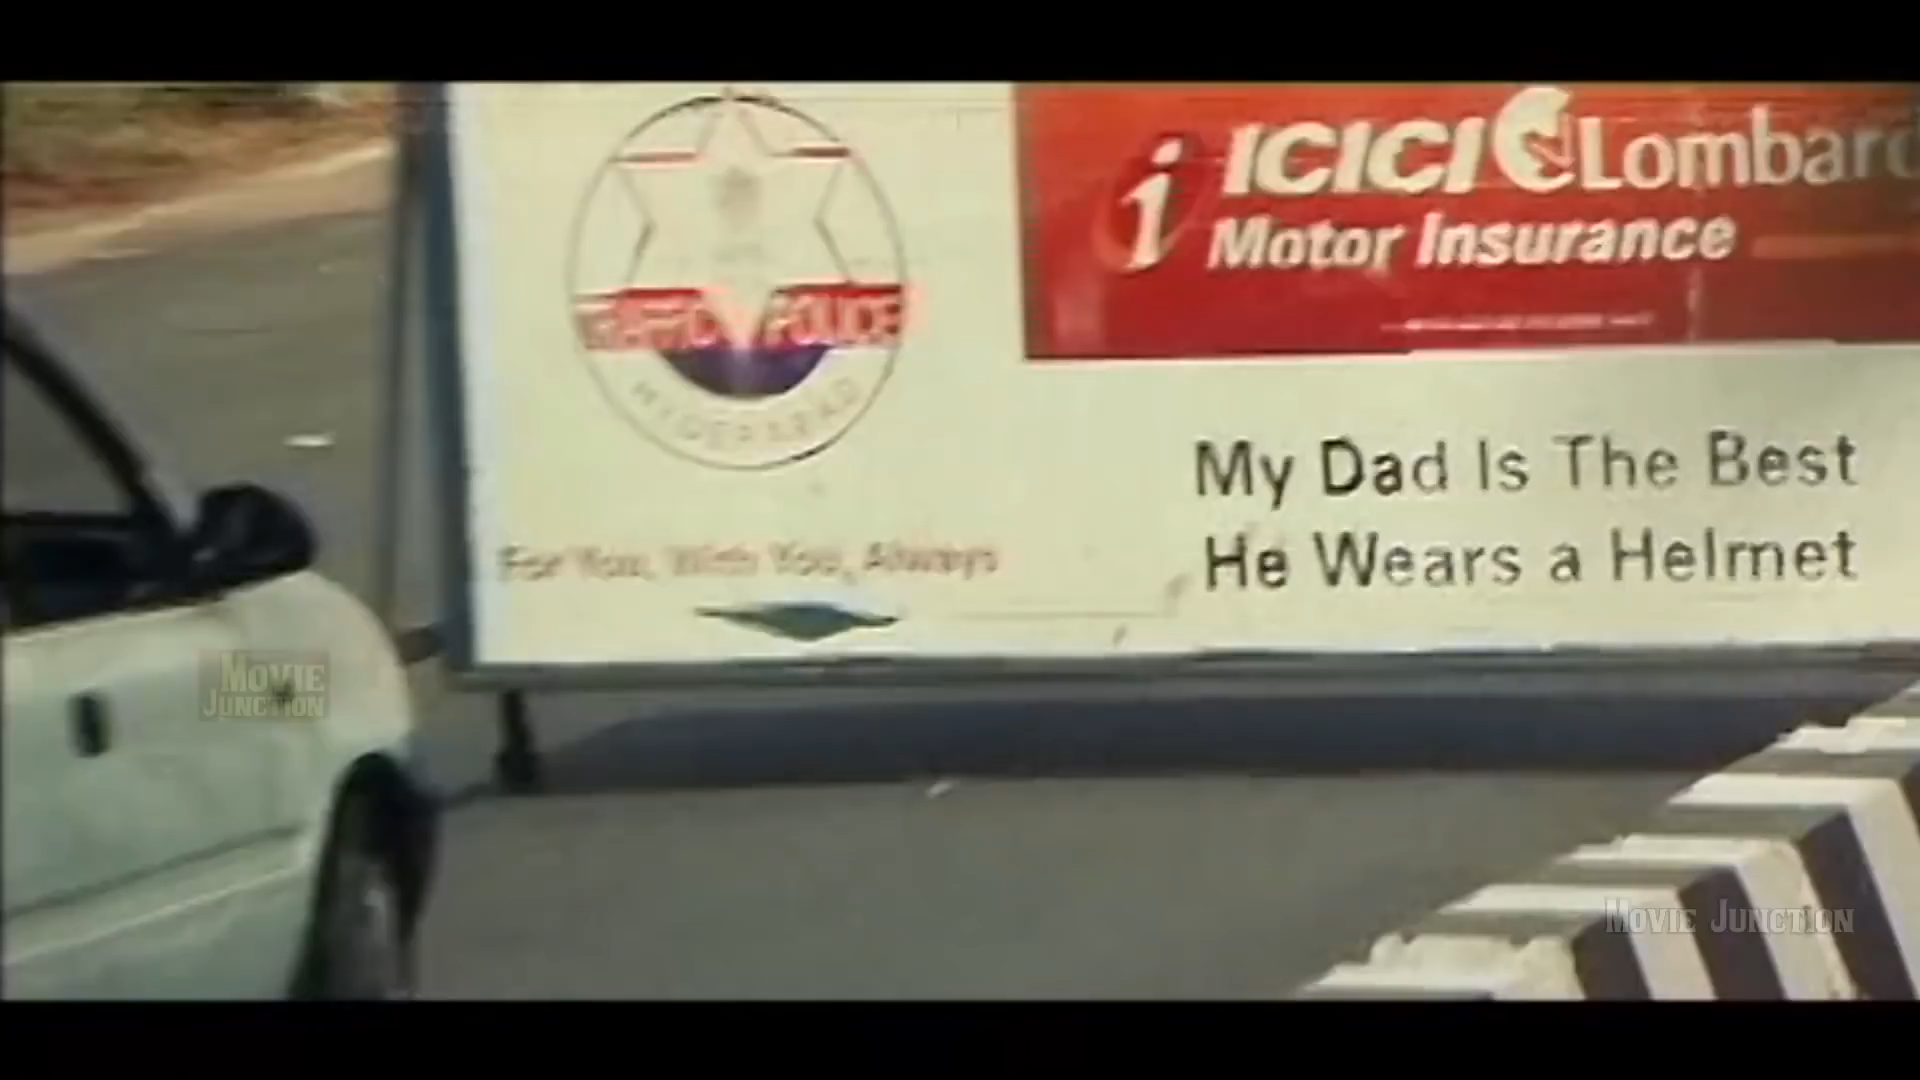 TRAFFIC POLICE
HYDERABAD
For You, With You, Always
i ICICI Lombard
Motor Insurance
My Dad Is The Best
He Wears a Helmet
MOVIE
JUNCTION
MOVIE JUNCTION